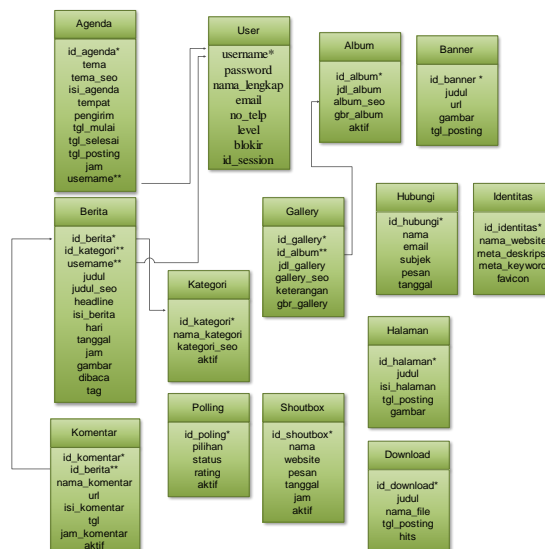 Agenda
id_agenda*
tema
tema_seo
isi_agenda
tempat
pengirim
tgl_mulai
tgl_selesai
tgl_posting
jam
username**
User
username*
password
nama_lengkap
email
no_telp
level
blokir
id_session
Album
id_album*
jdl_album
album_seo
gbr_album
aktif
Banner
id_banner *
judul
url
gambar
tgl_posting
Berita
id_berita*
id_kategori**
username**
judul
judul_seo
headline
isi_berita
hari
tanggal
jam
gambar
dibaca
tag
Kategori
id_kategori*
nama_kategori
kategori_seo
aktif
Gallery
id_gallery*
id_album**
jdl_gallery
gallery_seo
keterangan
gbr_gallery
Hubungi
id_hubungi*
nama
email
subjek
pesan
tanggal
Identitas
id_identitas*
nama_website
meta_deskrips
meta_keyword
favicon
Halaman
id_halaman*
judul
isi_halaman
tgl_posting
gambar
Komentar
id_komentar*
id_berita**
nama_komentar
url
isi_komentar
tgl
jam_komentar
aktif
Polling
id_poling*
pilihan
status
rating
aktif
Shoutbox
id_shoutbox*
nama
website
pesan
tanggal
jam
aktif
Download
id_download*
judul
nama_file
tgl_posting
hits